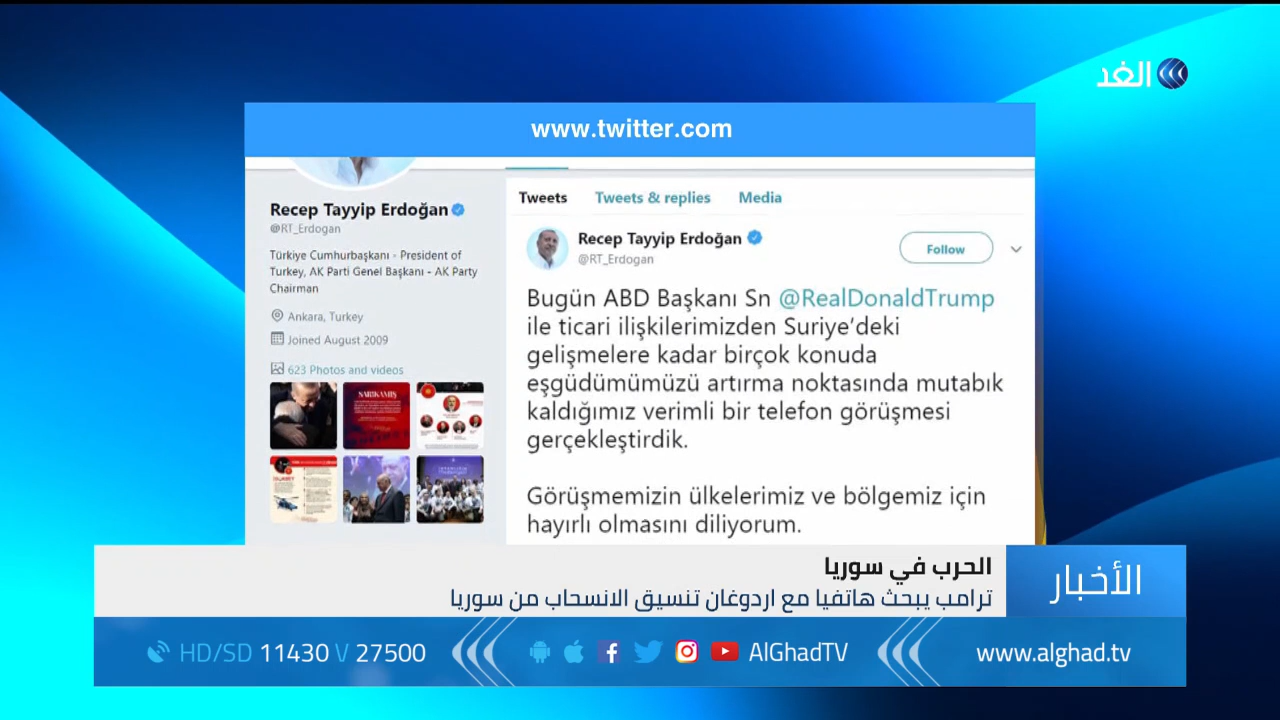 الغد
www.twitter.com
Recep Tayyip Erdoğan
@RT_Erdogan
Türkiye Cumhurbaşkanı - President of
Turkey, AK Parti Genel Başkanı - AK Party
Chairman
Ankara, Turkey
Joined August 2009
623 Photos and videos
SARIKAMIŞ
Tweets Tweets & replies Media
Recep Tayyip Erdoğan
@RT_Erdogan
Follow
Bugün ABD Başkanı Sn @RealDonaldTrump
ile ticari ilişkilerimizden Suriye’deki
gelişmelere kadar birçok konuda
eşgüdümümüzü artırma noktasında mutabık
kaldığımız verimli bir telefon görüşmesi
gerçekleştirdik.
Görüşmemizin ülkelerimiz ve bölgemiz için
hayırlı olmasını diliyorum.
الأخبار
الحرب في سوريا
ترامب يبحث هاتفيا مع اردوغان تنسيق الانسحاب من سوريا
HD/SD 11430 V 27500
AlGhadTV
www.alghad.tv